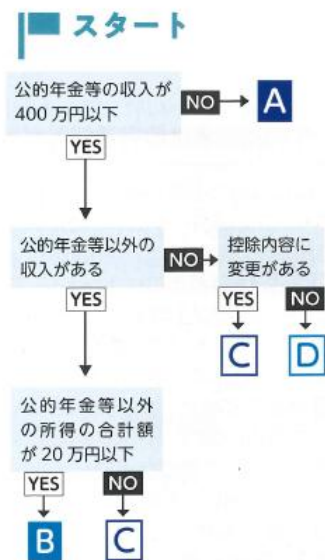 スタート
公的年金等の収入が
400万円以下
NO
A
YES
公的年金等以外の
収入がある
NO
控除内容に
変更がある
YES
YES
NO
C
D
公的年金等以外
の所得の合計額
が20万円以下
YES
NO
B
C